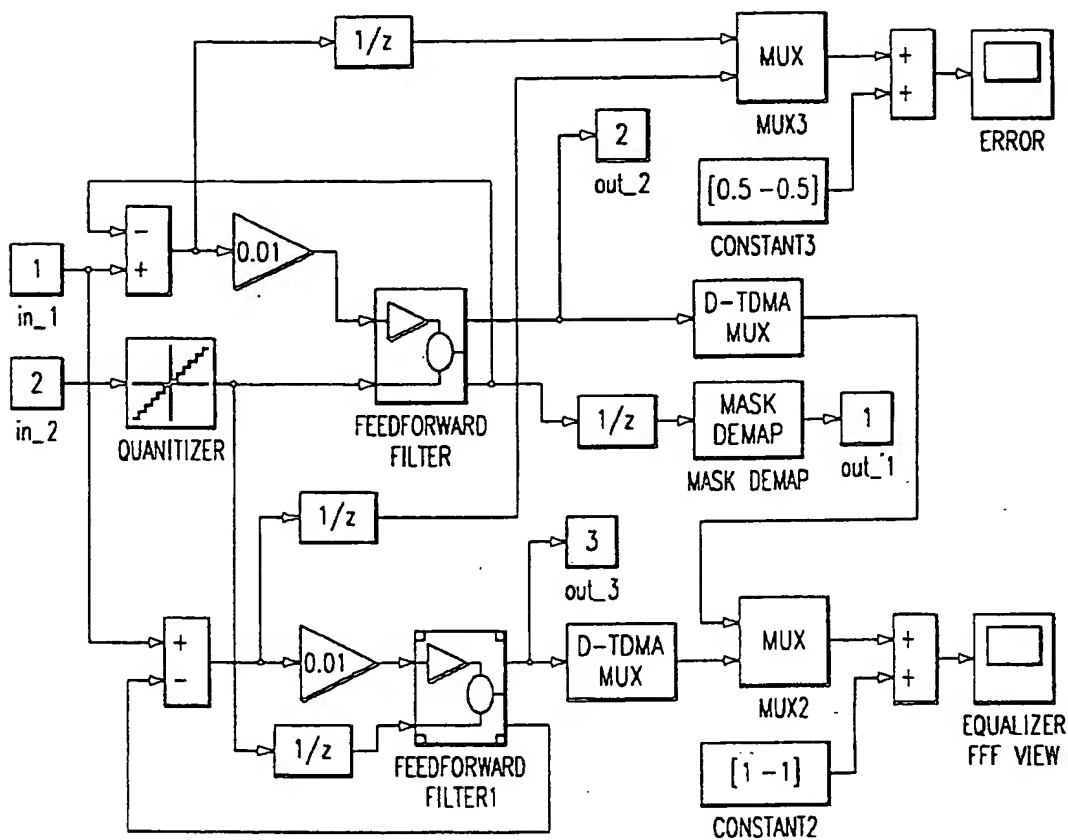 1/z
MUX
MUX3
+
+
ERROR
2
out_2
[0.5 -0.5]
CONSTANT3
-
+
0.01
1
in_1
2
in_2
QUANITIZER
FEEDFORWARD
FILTER
D-TDMA
MUX
1/z
MASK
DEMAP
MASK DEMAP
1
out_1
1/z
3
out_3
+
-
0.01
1/z
FEEDFORWARD
FILTER1
D-TDMA
MUX
MUX
MUX2
+
+
EQUALIZER
FFF VIEW
[1 -1]
CONSTANT2